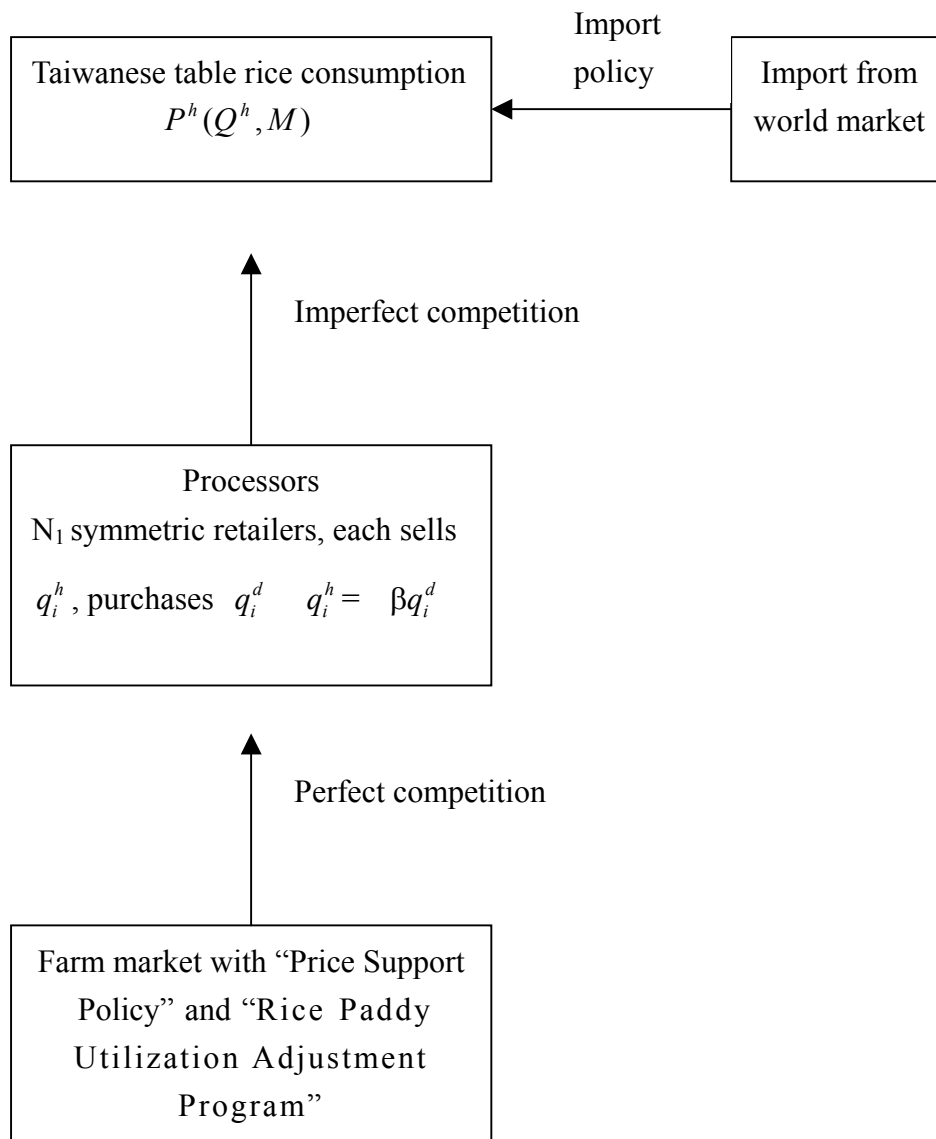 Import
policy
Taiwanese table rice consumption
P^h(Q^h, M)
Import from
world market
Imperfect competition
Processors
N₁ symmetric retailers, each sells
q_i^h , purchases q_i^d q_i^h = βq_i^d
Perfect competition
Farm market with “Price Support
Policy” and “Rice Paddy
Utilization Adjustment
Program”